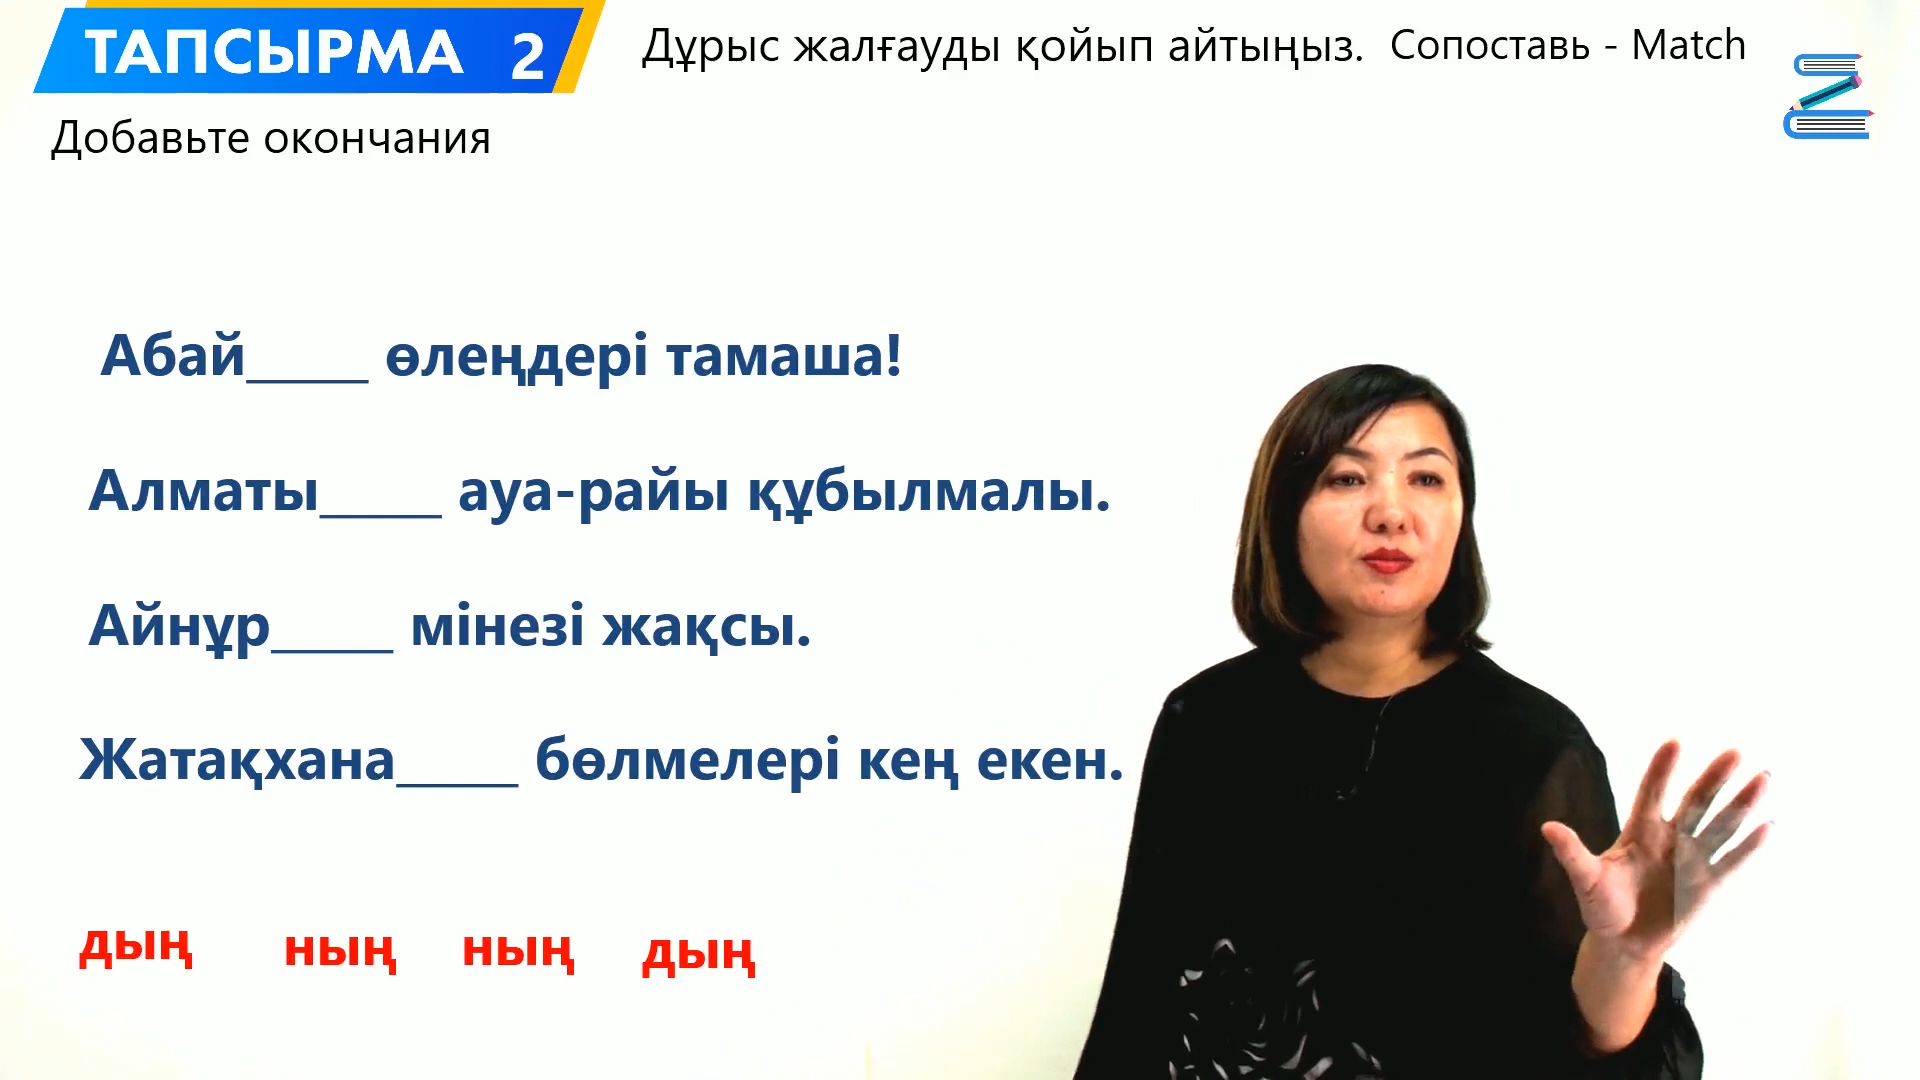 ТАПСЫРМА 2
Дұрыс жалғауды қойып айтыңыз. Сопоставь - Match
Добавьте окончания
Абай_____ өлеңдері тамаша!
Алматы_____ ауа-райы құбылмалы.
Айнұр_____ мінезі жақсы.
Жатақхана_____ бөлмелері кең екен.
дың ның ның дың